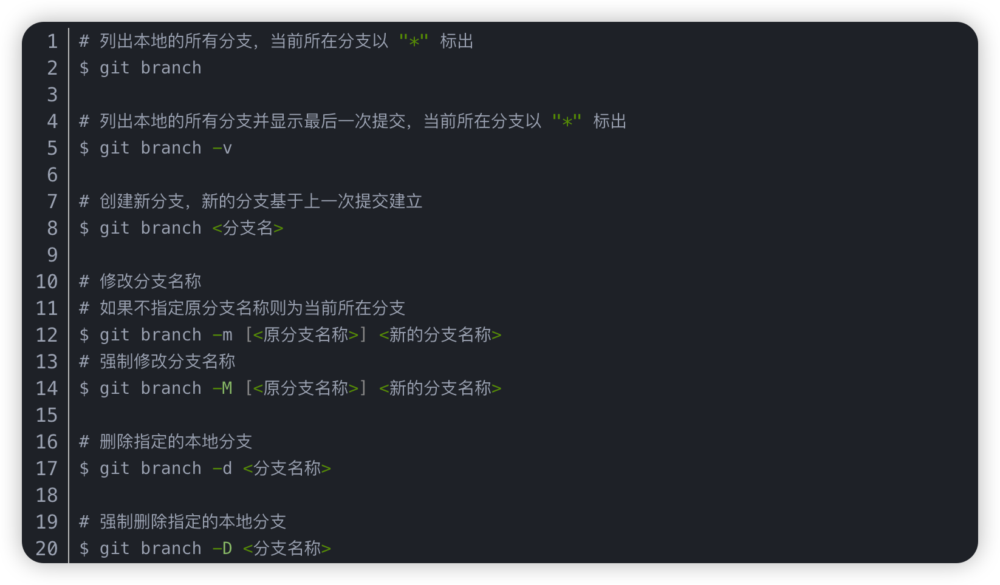 1 # 列出本地的所有分支，当前所在分支以 "*" 标出
2 $ git branch
3
4 # 列出本地的所有分支并显示最后一次提交，当前所在分支以 "*" 标出
5 $ git branch -v
6
7 # 创建新分支，新的分支基于上一次提交建立
8 $ git branch <分支名>
9
10 # 修改分支名称
11 # 如果不指定原分支名称则为当前所在分支
12 $ git branch -m [<原分支名称>] <新的分支名称>
13 # 强制修改分支名称
14 $ git branch -M [<原分支名称>] <新的分支名称>
15
16 # 删除指定的本地分支
17 $ git branch -d <分支名称>
18
19 # 强制删除指定的本地分支
20 $ git branch -D <分支名称>